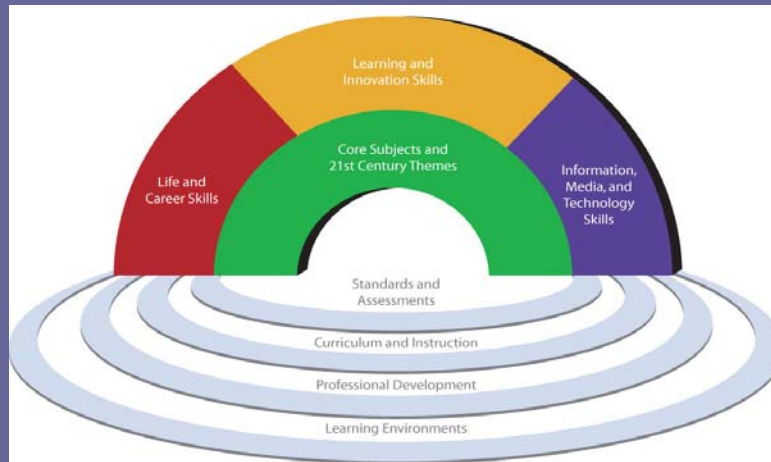 Learning and
Innovation Skills
Core Subjects and
21st Century Themes
Life and
Career Skills
Information,
Media, and
Technology
Skills
Standards and
Assessments
Curriculum and Instruction
Professional Development
Learning Environments